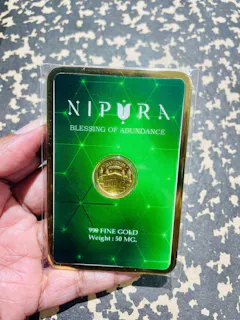 NIPURA
BLESSING OF ABUNDANCE
999 FINE GOLD
Weight : 50 MG.